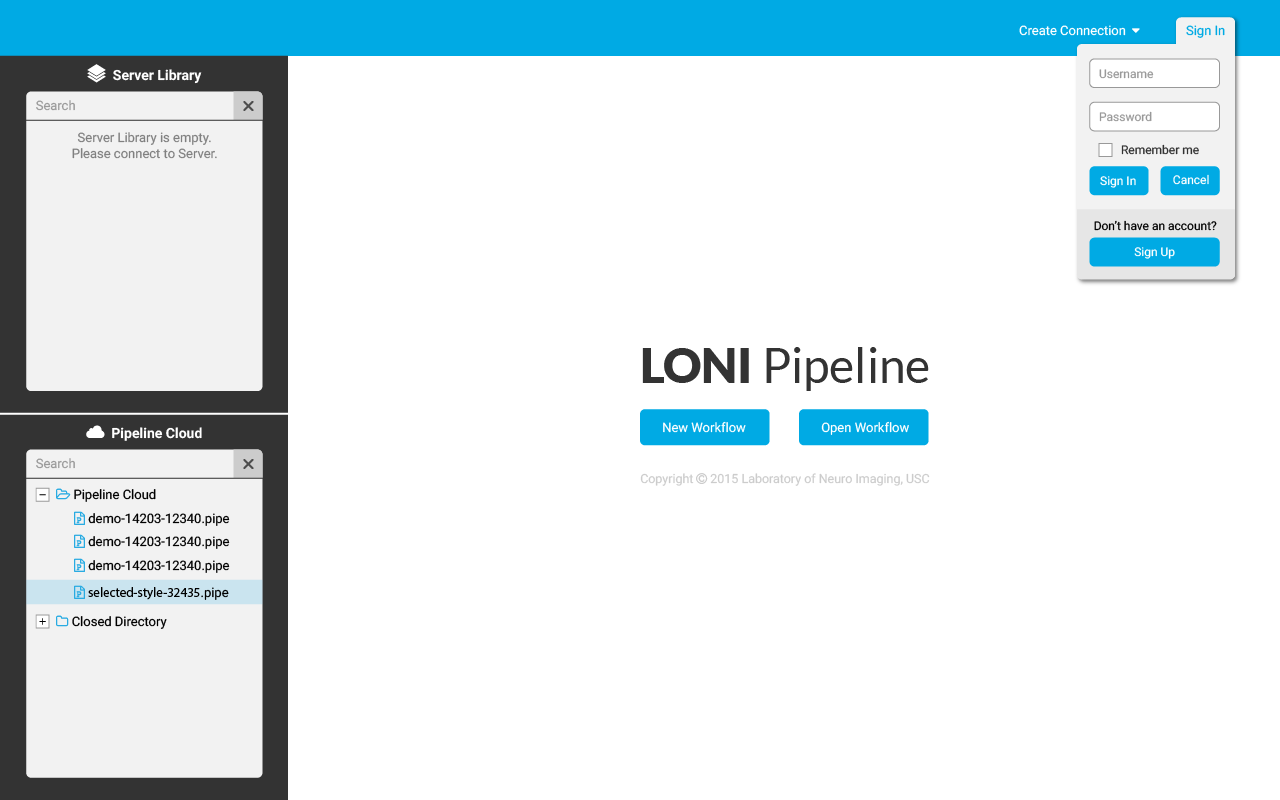 Create Connection
Sign In
Username
Password
Remember me
Sign In
Cancel
Don't have an account?
Sign Up
Server Library
Search
Server Library is empty.
Please connect to Server.
Pipeline Cloud
Search
Pipeline Cloud
demo-14203-12340.pipe
demo-14203-12340.pipe
demo-14203-12340.pipe
selected-style-32435.pipe
Closed Directory
LONI Pipeline
New Workflow
Open Workflow
Copyright © 2015 Laboratory of Neuro Imaging, USC